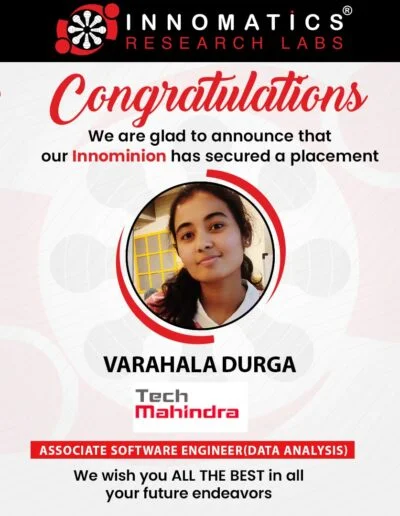 INNOMATICS®
RESEARCH LABS
Congratulations
We are glad to announce that
our Innominion has secured a placement
VARAHALA DURGA
Tech
Mahindra
ASSOCIATE SOFTWARE ENGINEER(DATA ANALYSIS)
We wish you ALL THE BEST in all
your future endeavors